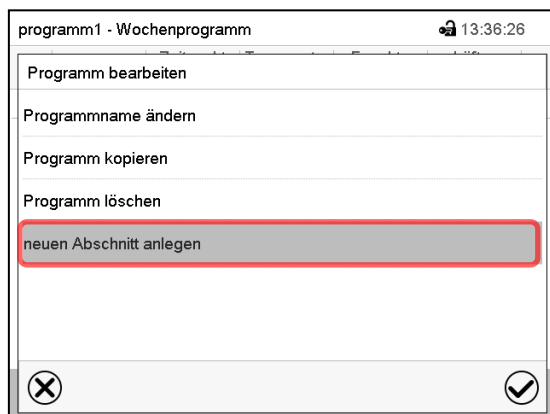 programm1 - Wochenprogramm 13:36:26
Programm bearbeiten
Programmname ändern
Programm kopieren
Programm löschen
neuen Abschnitt anlegen